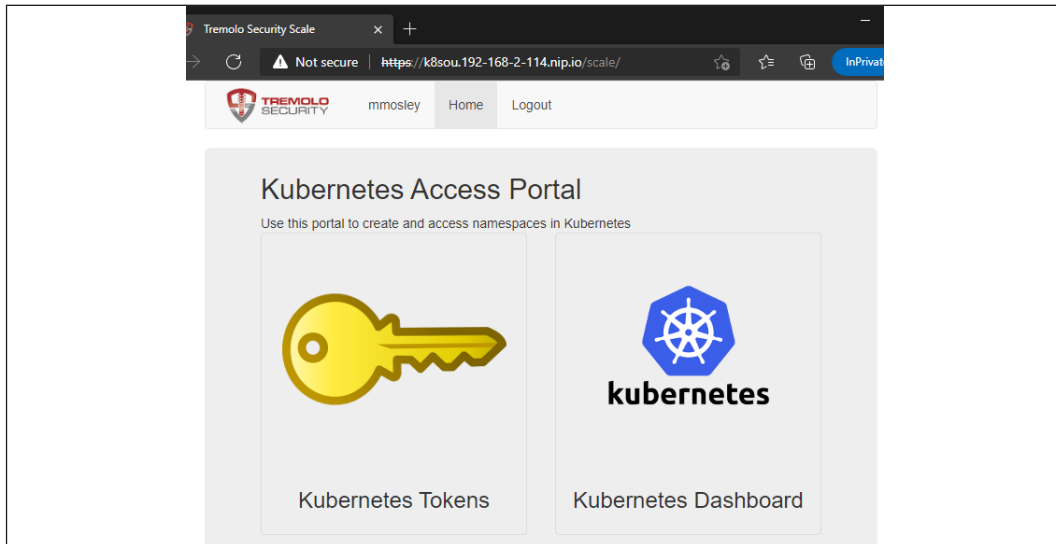 Tremolo Security Scale
Not secure
https://k8sou.192-168-2-114.nip.io/scale/
InPrivate
TREMOLO
SECURITY
mmosley
Home
Logout
Kubernetes Access Portal
Use this portal to create and access namespaces in Kubernetes
kubernetes
Kubernetes Tokens
Kubernetes Dashboard